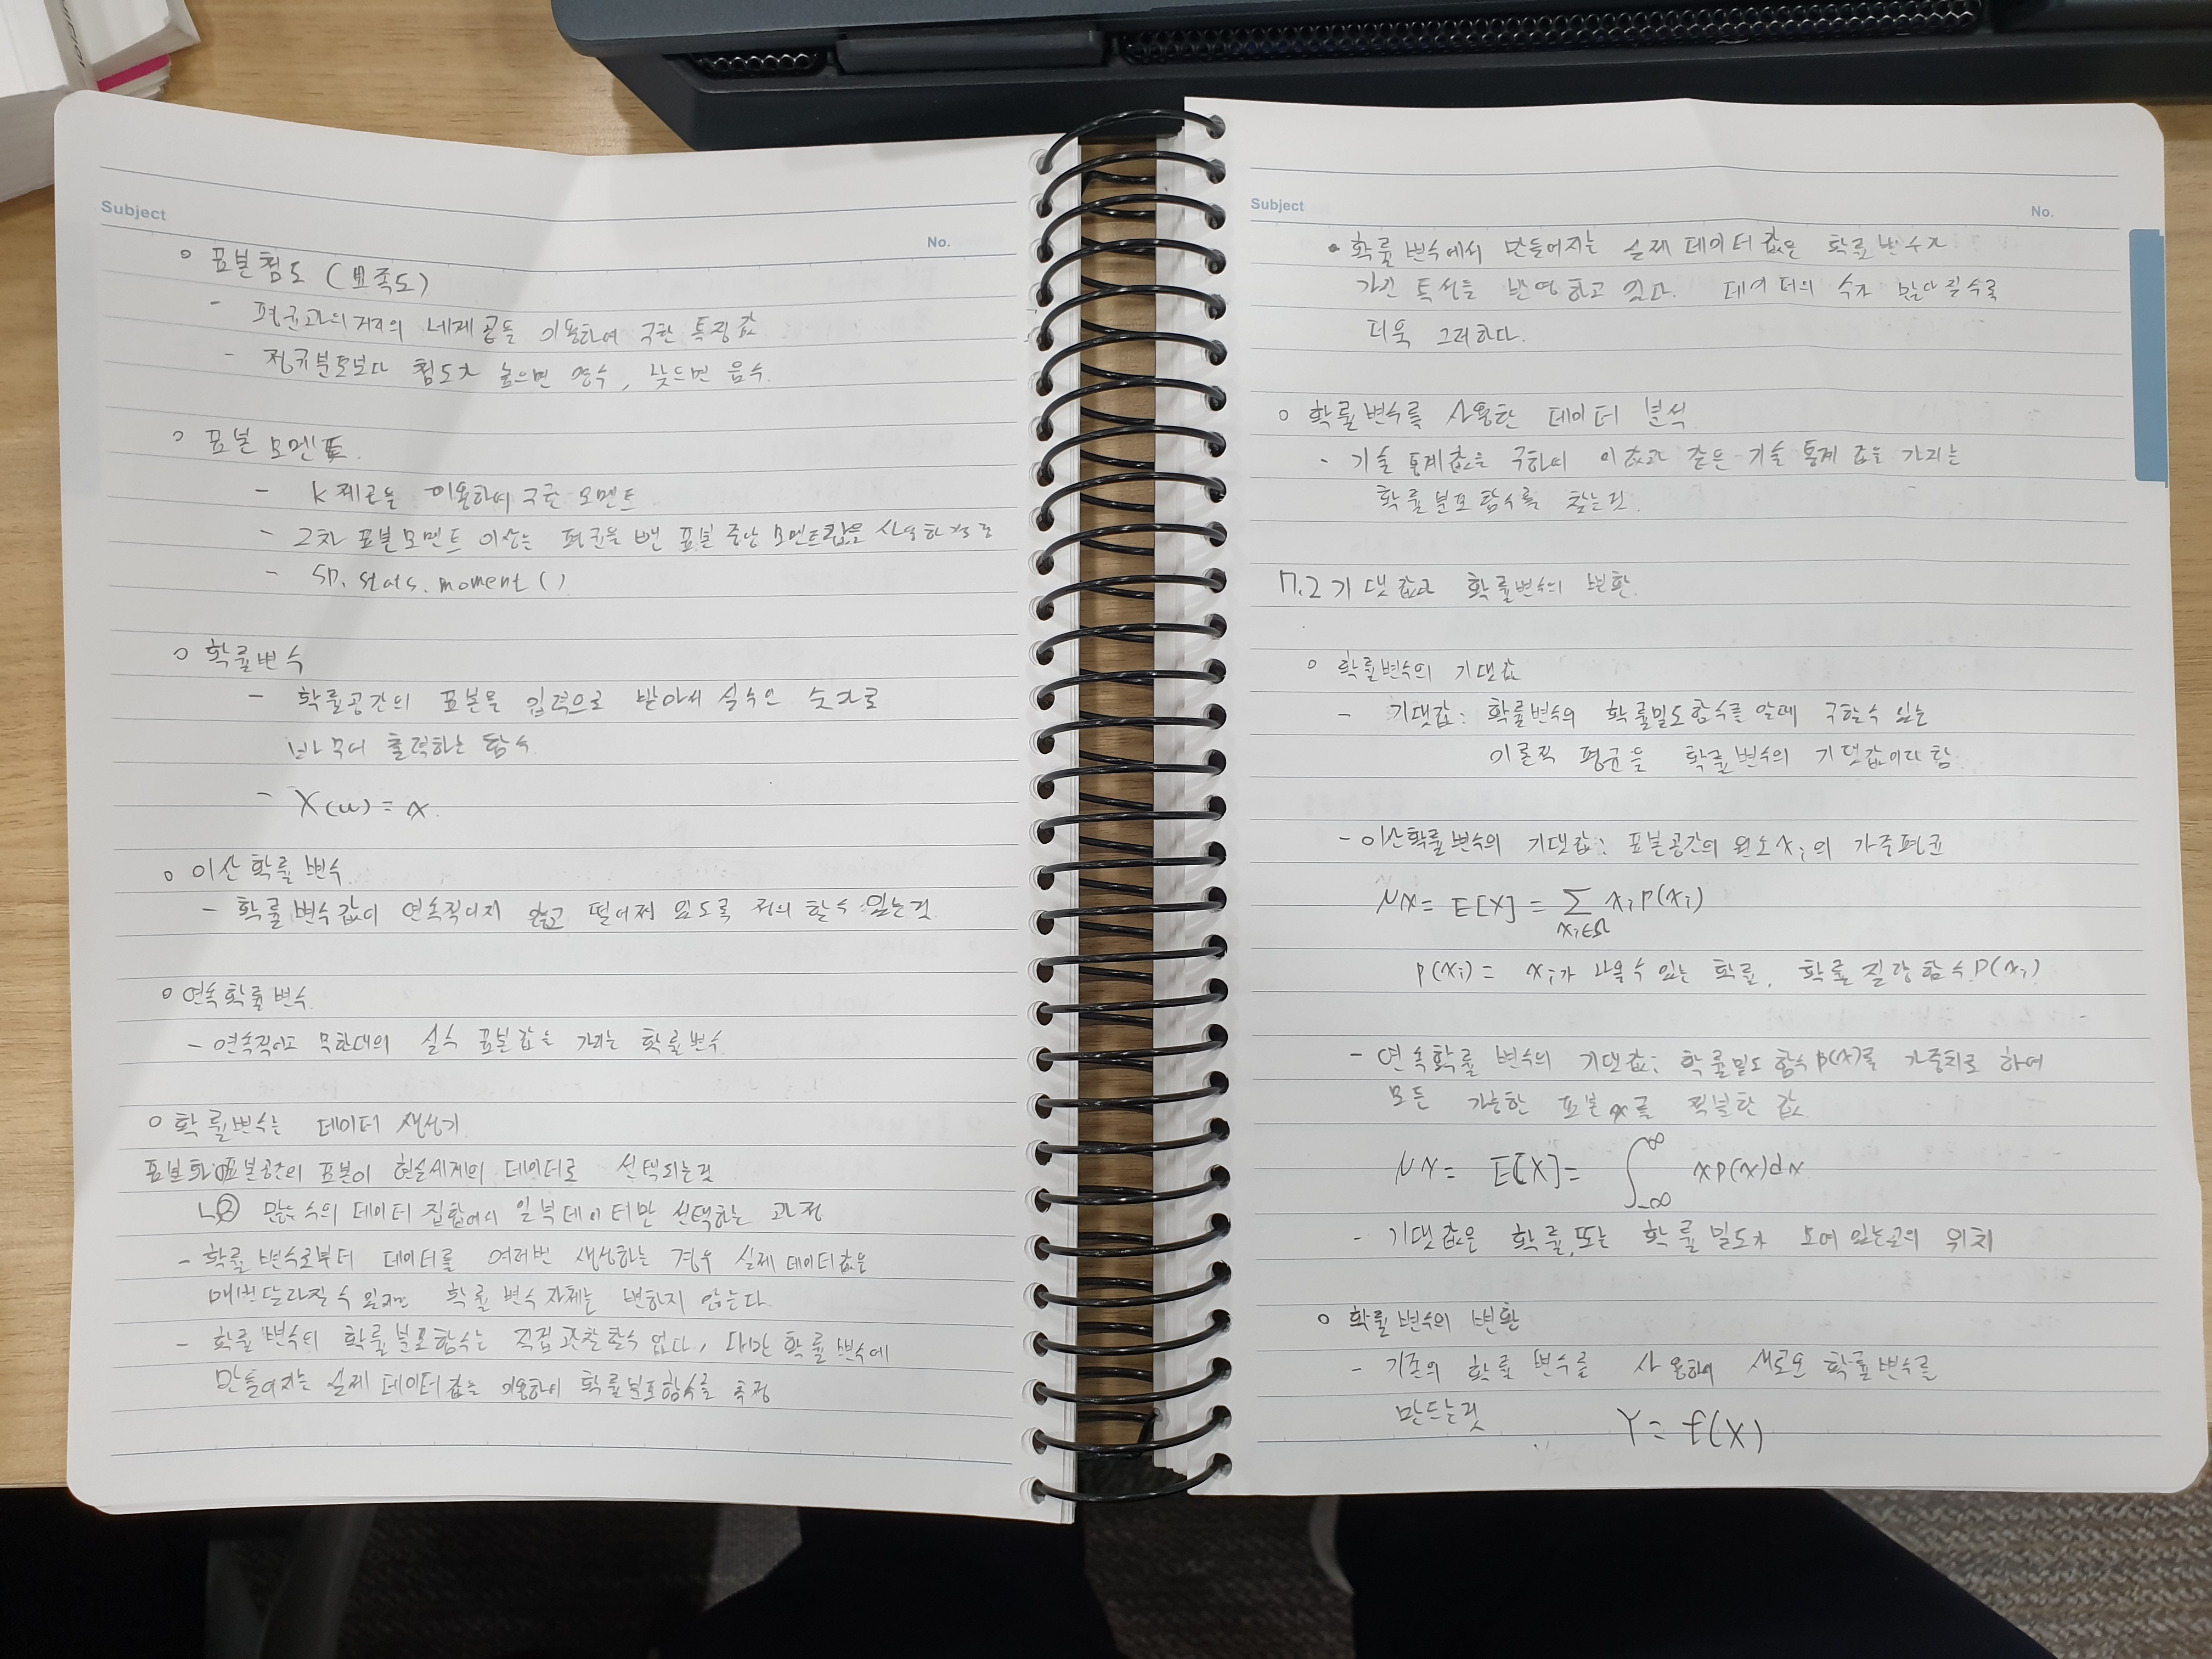 Subject
No.
○ 표본첨도 (표족도)
- 평균과의 거리의 네제곱을 이용하여 구한 특징값
- 정규분포보다 첨도가 높으면 양수, 낮으면 음수.
○ 표본 모멘트.
- k제곱을 이용하여 구한 모멘트
- 2차 표본모멘트 이상은 평균을 뺀 표본 중앙 모멘트값을 사용하
- sp.stats.moment()
○ 확률변수
- 확률공간의 표본을 입력으로 받아서 실수인 숫자로
바꾸어 출력하는 함수.
- X(ω) = x.
○ 이산 확률 변수.
- 확률 변수값이 연속적이지 않고 떨어져 있도록 정의 할 수 있는것.
○ 연속 확률 변수.
- 연속적이고 무한대의 실수 표본값을 가지는 확률 변수.
○ 확률변수는 데이터 생성기.
표본화 표본공간의 표본이 현실세계의 데이터로 선택되는것
↳② 많은 수의 데이터 집합에서 일부 데이터만 선택하는 과정
- 확률 변수로부터 데이터를 여러번 생성하는 경우 실제 데이터값은
매번 달라질 수 있지만 확률 변수 자체는 변하지 않는다.
- 확률 변수의 확률분포함수는 직접 관찰 할수 없다, 다만 확률 변수에
만들어지는 실제 데이터 값을 이용하여 확률분포함수를 추정
Subject
No.
• 확률 변수에서 만들어지는 실제 데이터 값은 확률 변수가
가진 특성을 반영하고 있다. 데이터의 수가 많아질수록
더욱 그러하다.
○ 확률변수를 사용한 데이터 분석.
- 기술 통계값을 구하여 이 값과 같은 기술 통계 값을 가지는
확률 분포 함수를 찾는것.
7.2 기댓값과 확률변수의 변환.
○ 확률변수의 기댓값
- 기댓값: 확률변수의 확률밀도함수를 알때 구할수 있는
이론적 평균을 확률변수의 기댓값이라 함.
- 이산확률변수의 기댓값: 표본공간의 원소 xi의 가중평균
μx = E[X] = ∑ xi p(xi)
xi∈Ω
p(xi) = xi가 나올수 있는 확률, 확률 질량 함수 P(xi)
- 연속확률 변수의 기댓값: 확률밀도 함수 p(x)를 가중치로 하여
모든 가능한 표본 x를 적분한 값.
μx = E[X] = ∫_{-∞}^{∞} xp(x)dx
- 기댓값은 확률, 또는 확률 밀도가 모여 있는곳의 위치
○ 확률 변수의 변환
- 기존의 확률 변수를 사용하여 새로운 확률변수를
만드는것 Y = f(X)